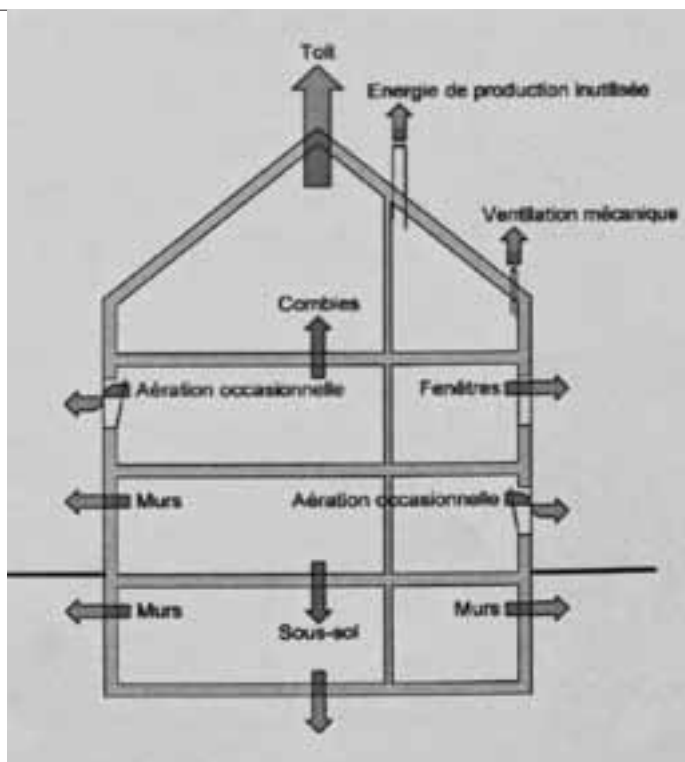 Toit
Energie de production inutilisée
Ventilation mécanique
Combles
Aération occasionnelle
Fenêtres
Murs
Aération occasionnelle
Murs
Sous-sol
Murs